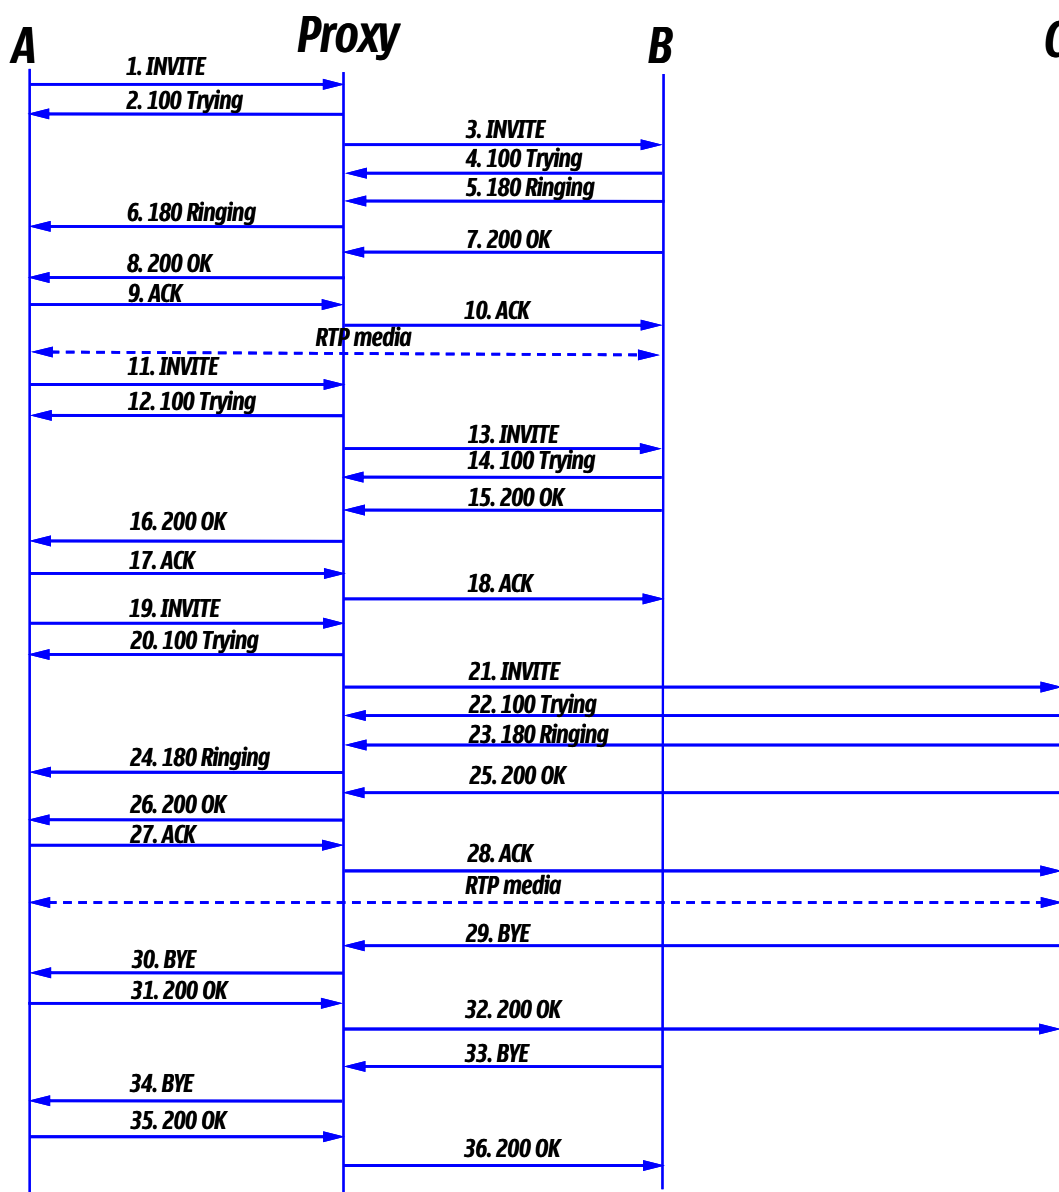 A Proxy B C
1. INVITE
2. 100 Trying
3. INVITE
4. 100 Trying
5. 180 Ringing
6. 180 Ringing
7. 200 OK
8. 200 OK
9. ACK
10. ACK
RTP media
11. INVITE
12. 100 Trying
13. INVITE
14. 100 Trying
15. 200 OK
16. 200 OK
17. ACK
18. ACK
19. INVITE
20. 100 Trying
21. INVITE
22. 100 Trying
23. 180 Ringing
24. 180 Ringing
25. 200 OK
26. 200 OK
27. ACK
28. ACK
RTP media
29. BYE
30. BYE
31. 200 OK
32. 200 OK
33. BYE
34. BYE
35. 200 OK
36. 200 OK